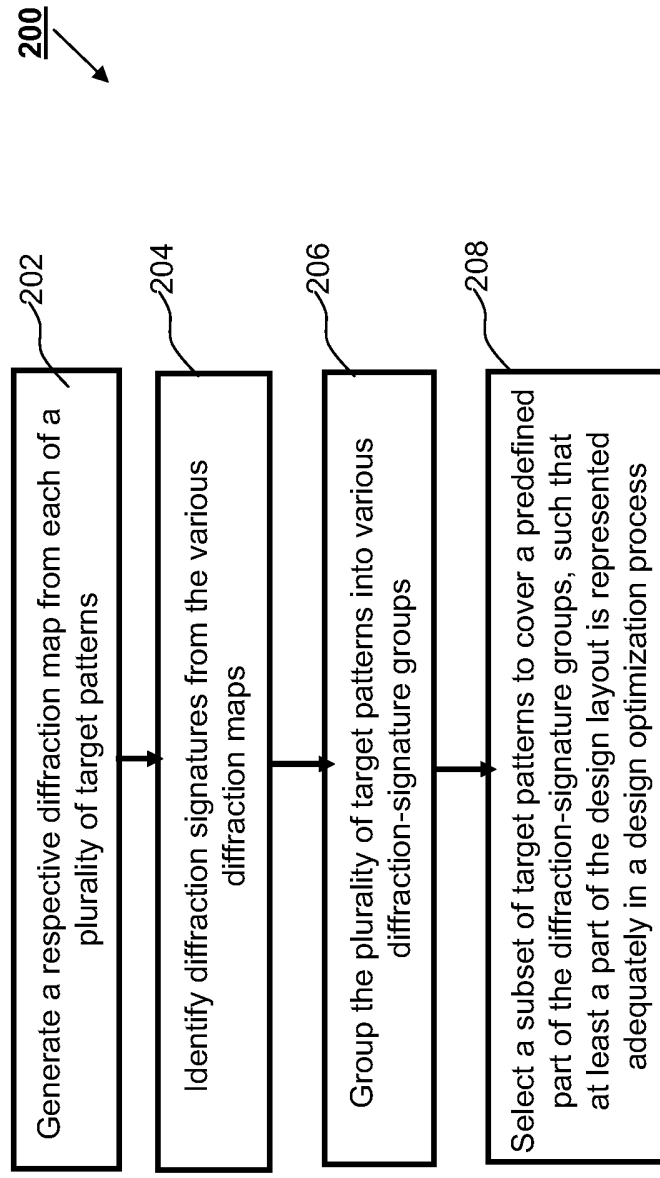 200
202
Generate a respective diffraction map from each of a
plurality of target patterns
204
Identify diffraction signatures from the various
diffraction maps
206
Group the plurality of target patterns into various
diffraction-signature groups
208
Select a subset of target patterns to cover a predefined
part of the diffraction-signature groups, such that
at least a part of the design layout is represented
adequately in a design optimization process